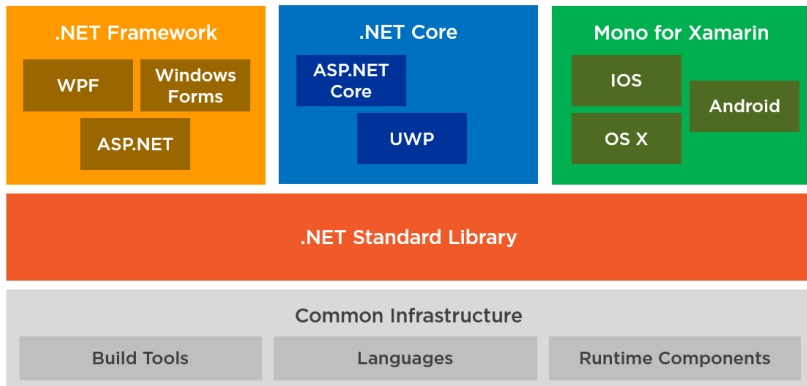 .NET Framework
WPF
Windows
Forms
ASP.NET
.NET Core
ASP.NET
Core
UWP
Mono for Xamarin
IOS
Android
OS X
.NET Standard Library
Common Infrastructure
Build Tools
Languages
Runtime Components